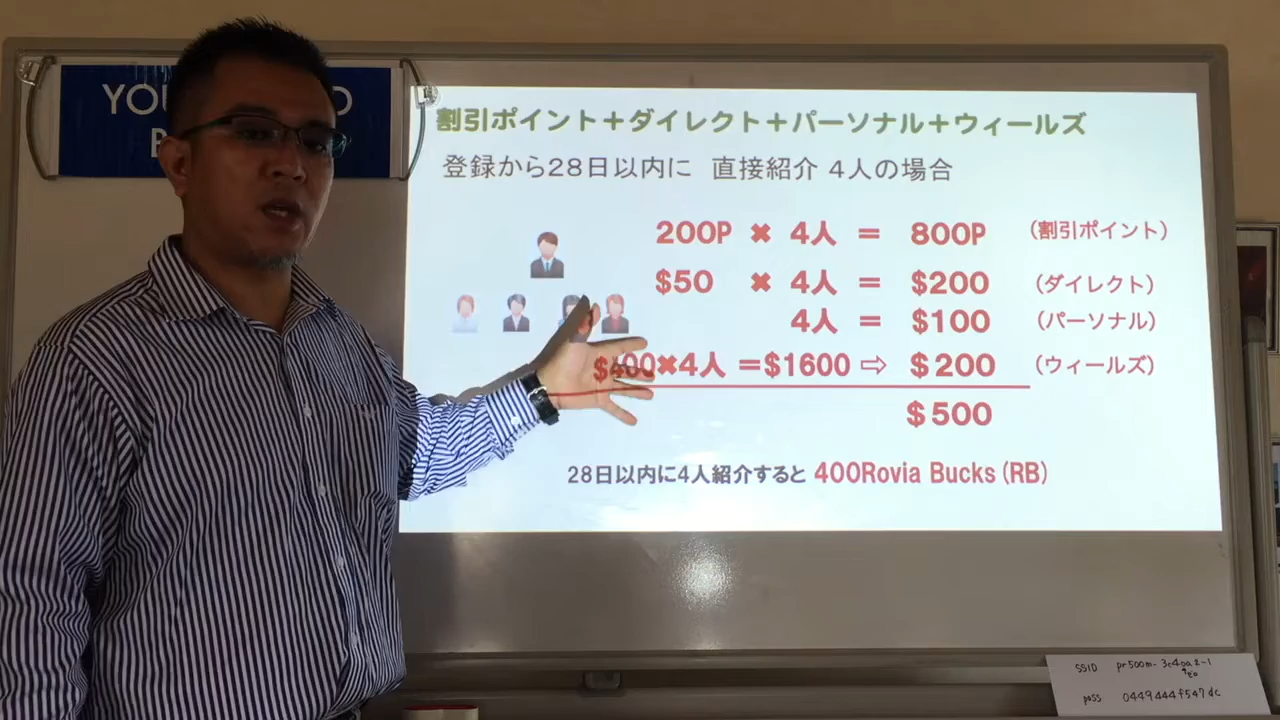 YOU
B
割引ポイント＋ダイレクト＋パーソナル＋ウィールズ
登録から28日以内に 直接紹介 4人の場合
200P ✖ 4人 ＝ 800P （割引ポイント）
$50 ✖ 4人 ＝ $200 （ダイレクト）
4人 ＝ $100 （パーソナル）
$400✖4人 ＝$1600 ⇨ $200 （ウィールズ）
$500
28日以内に4人紹介すると 400Rovia Bucks (RB)
SSID pr500m-3c40a2-1
pass 0449444f547dc